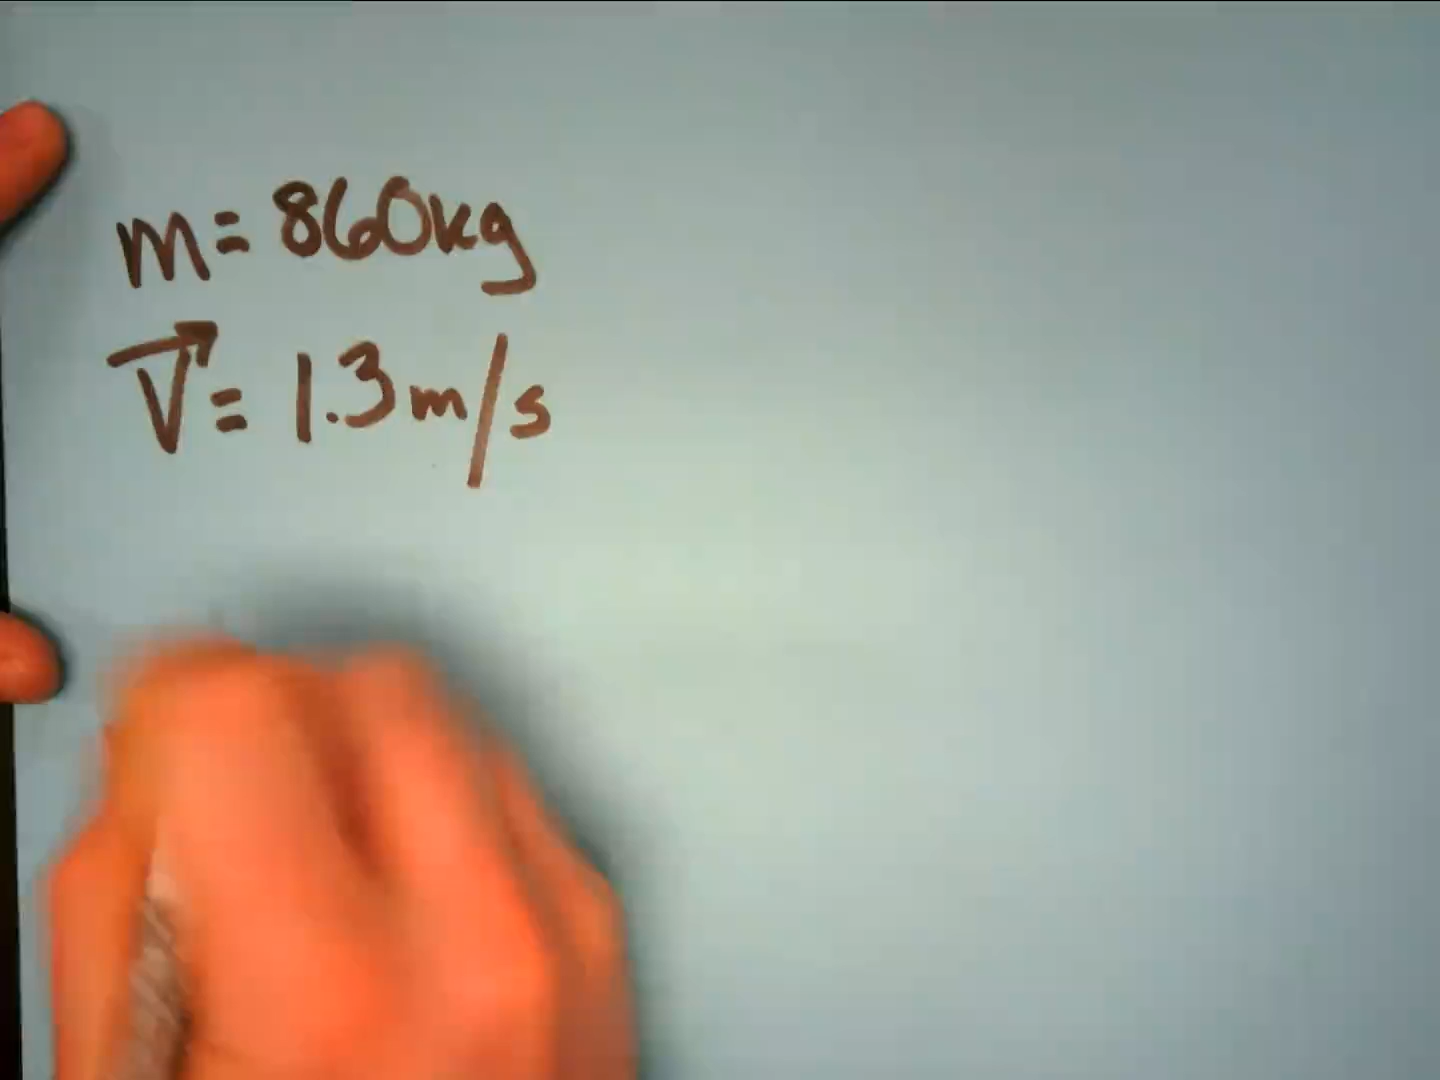 m = 860kg
V⃗ = 1.3m/s